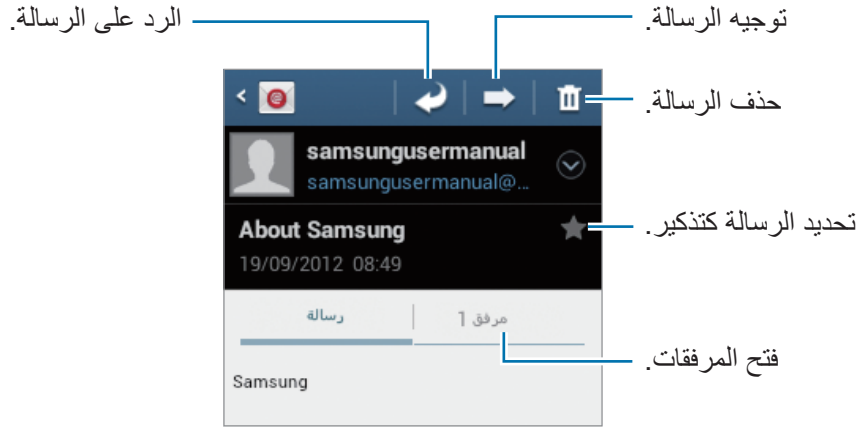 الرد على الرسالة.
توجيه الرسالة.
حذف الرسالة.
samsungusermanual
samsungusermanual@...
About Samsung
تحديد الرسالة كتذكير.
19/09/2012 08:49
رسالة
مرفق 1
فتح المرفقات.
Samsung